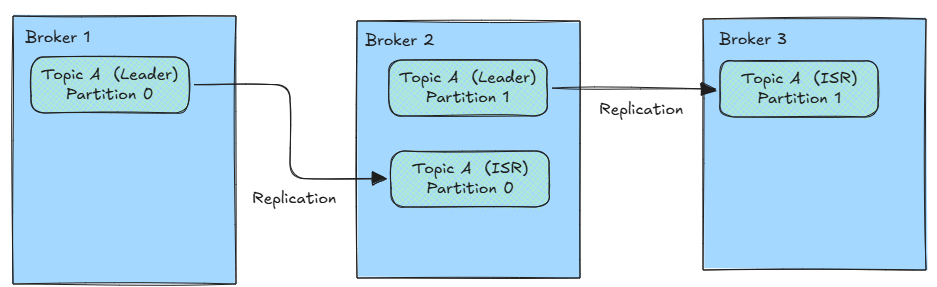 Broker 1
Topic A (Leader)
Partition 0
Replication
Broker 2
Topic A (Leader)
Partition 1
Topic A (ISR)
Partition 0
Replication
Broker 3
Topic A (ISR)
Partition 1